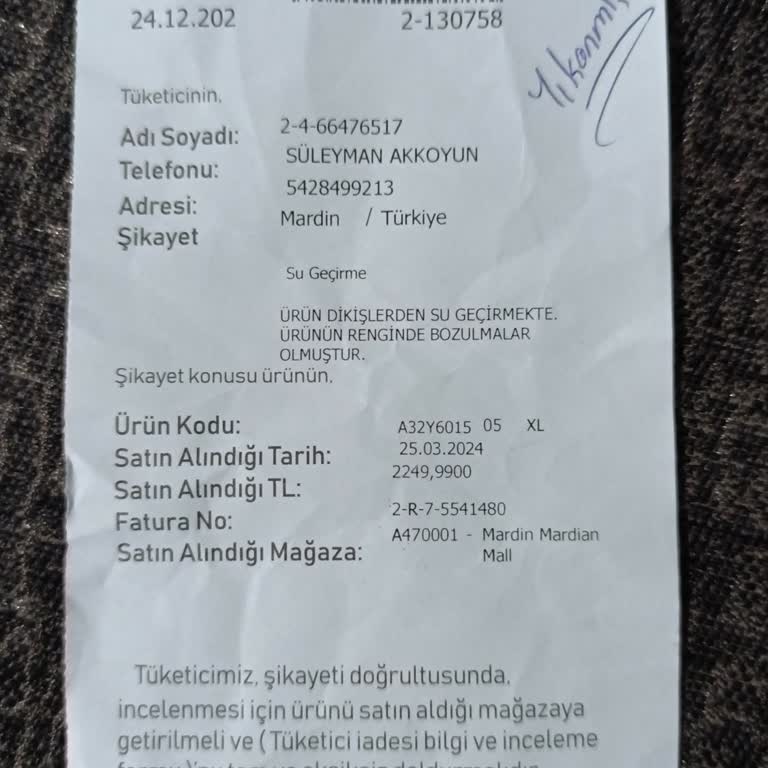 24.12.202
2-130758
Yıkanmış
Tüketicinin,
2-4-66476517
Adı Soyadı: SÜLEYMAN AKKOYUN
Telefonu: 5428499213
Adresi: Mardin / Türkiye
Şikayet
Su Geçirme
ÜRÜN DİKİŞLERDEN SU GEÇİRMEKTE.
ÜRÜNÜN RENGİNDE BOZULMALAR
OLMUŞTUR.
Şikayet konusu ürünün,
Ürün Kodu: A32Y6015 05 XL
Satın Alındığı Tarih: 25.03.2024
Satın Alındığı TL: 2249,9900
Fatura No: 2-R-7-5541480
Satın Alındığı Mağaza: A470001 - Mardin Mardian
Mall
Tüketicimiz, şikayeti doğrultusunda,
incelenmesi için ürünü satın aldığı mağazaya
getirilmeli ve ( Tüketici iadesi bilgi ve inceleme